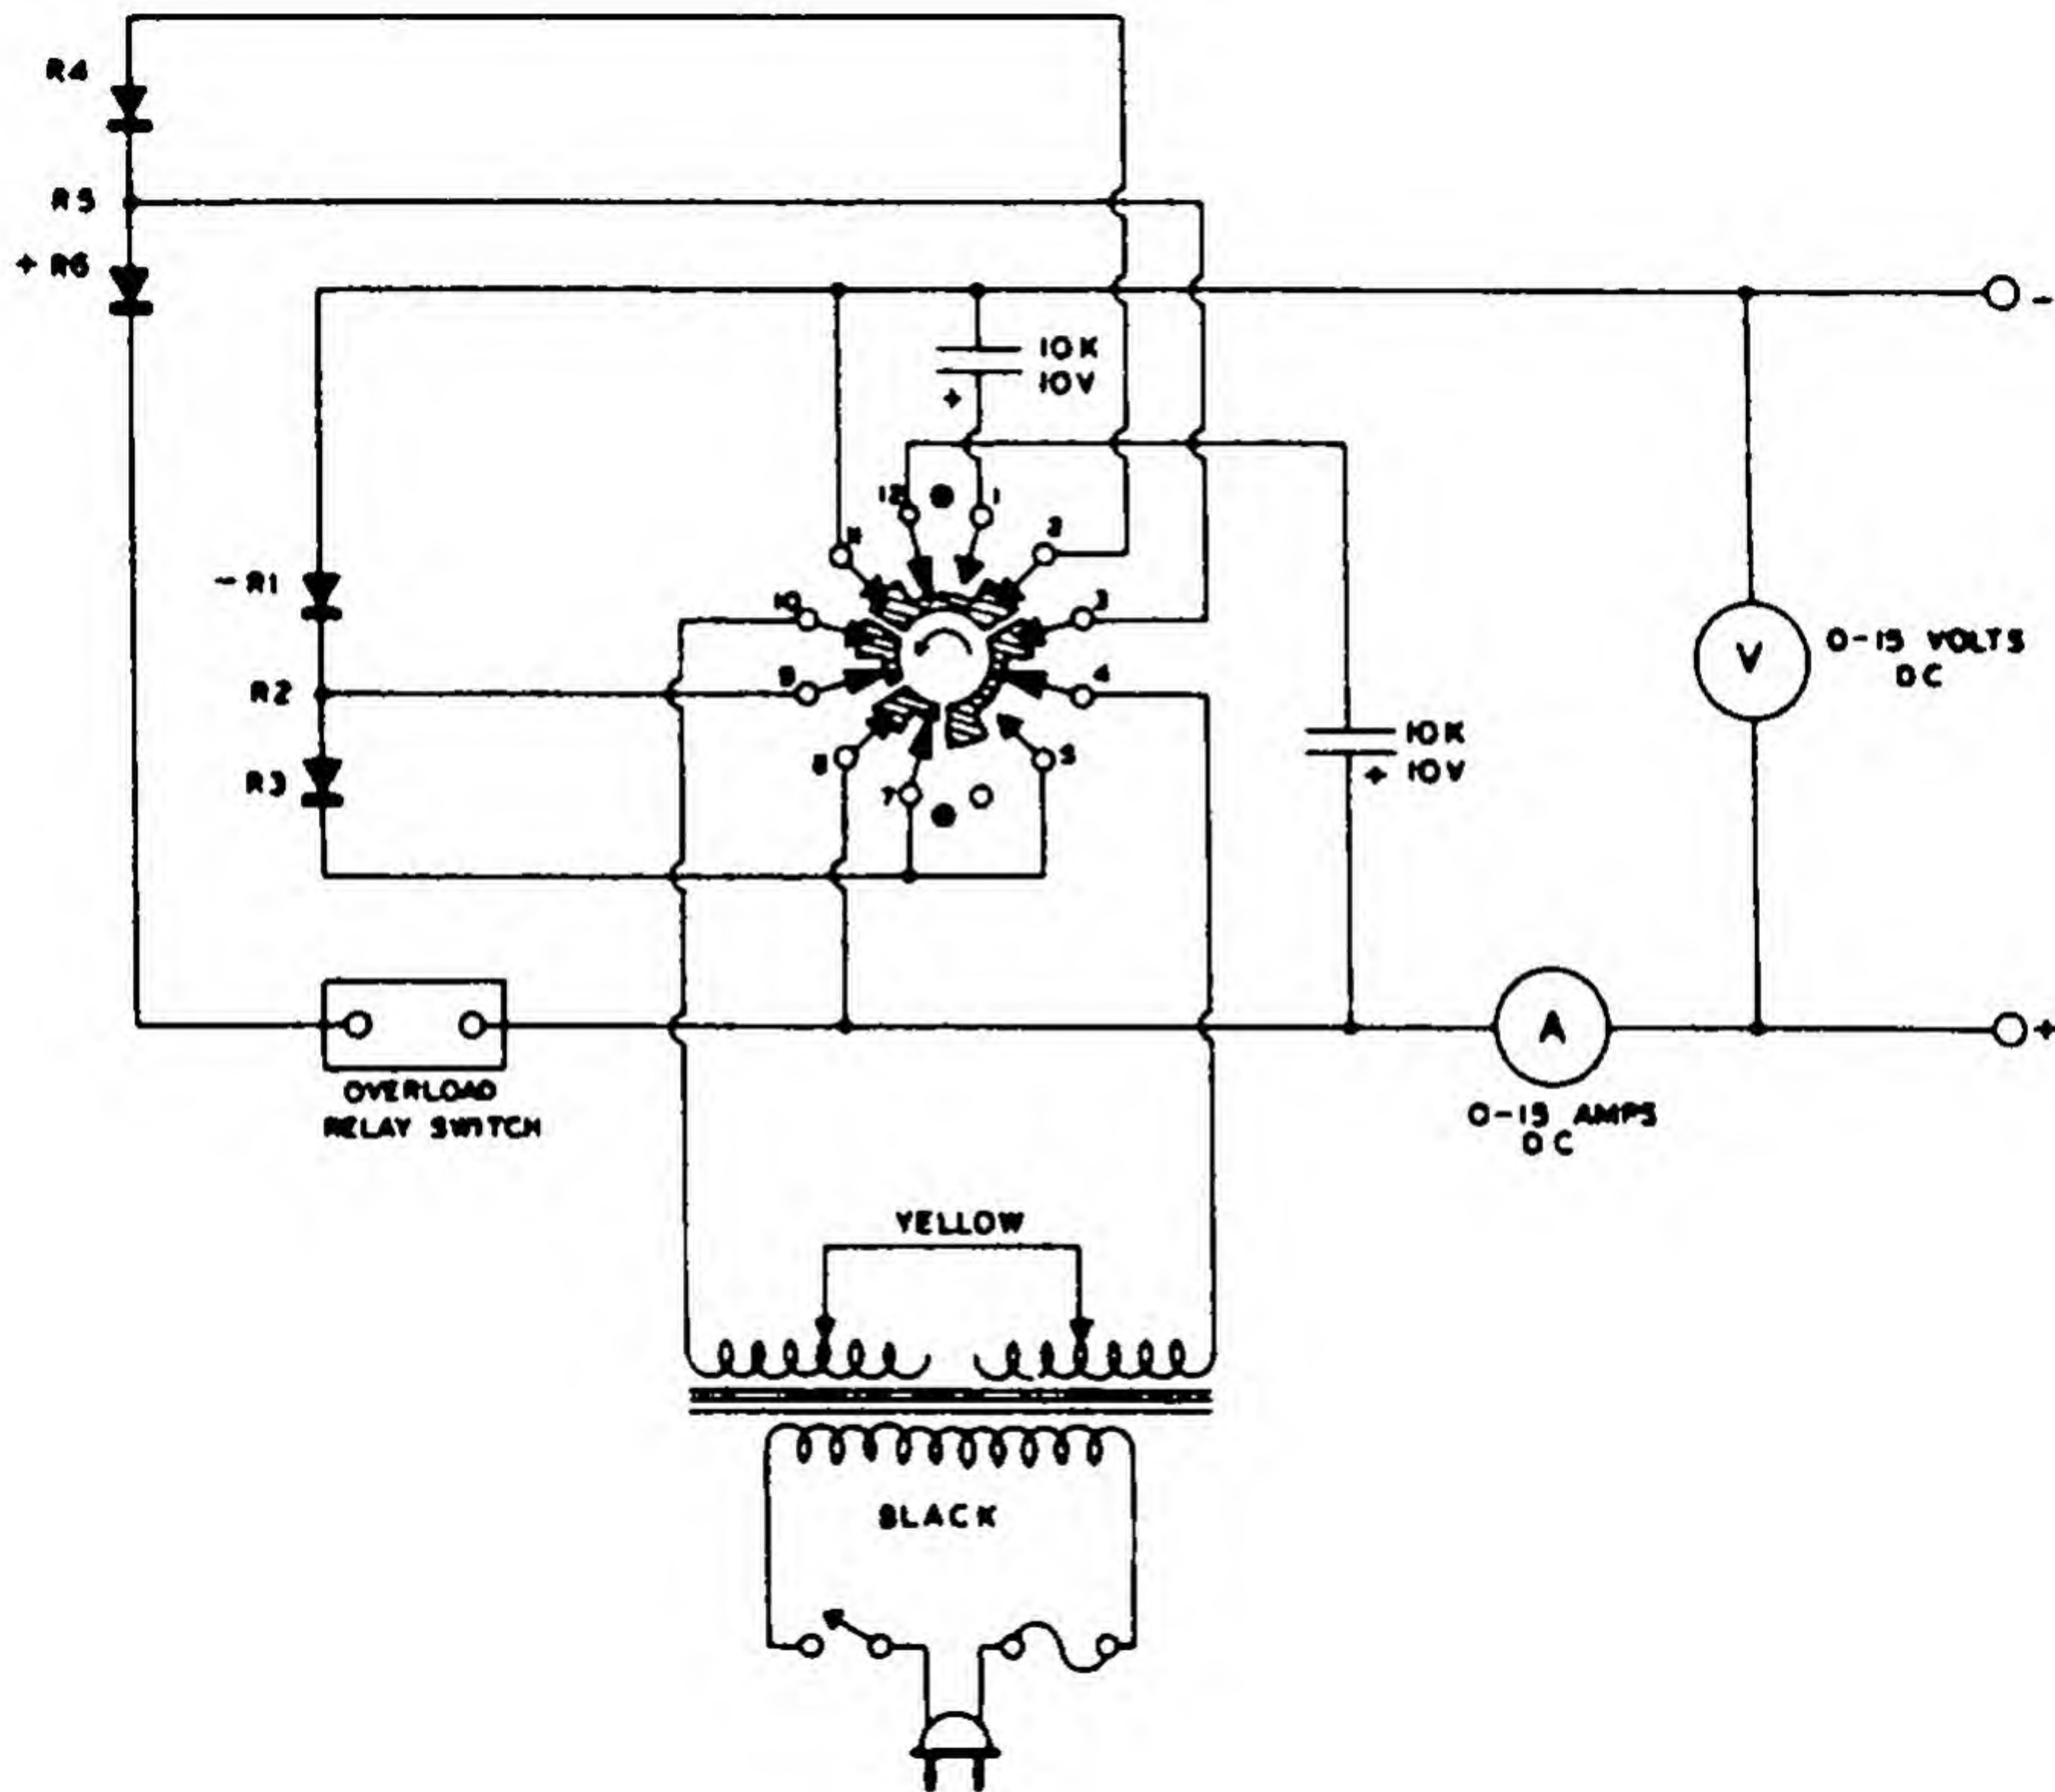 R4
R5
+ R6
-
10K
10V
+
12
1
11
2
- R1
10
3
V
0-15 VOLTS
DC
R2
9
4
10K
+ 10V
R3
8
5
7
A
+
OVERLOAD
RELAY SWITCH
0-15 AMPS
DC
YELLOW
BLACK